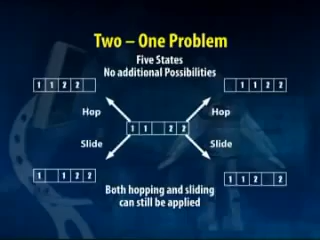 Two – One Problem
Five States
No additional Possibilities
1 1 2 2
1 1 2 2
Hop
Hop
1 1 2 2
Slide
Slide
1 1 2 2
1 1 2 2
Both hopping and sliding
can still be applied